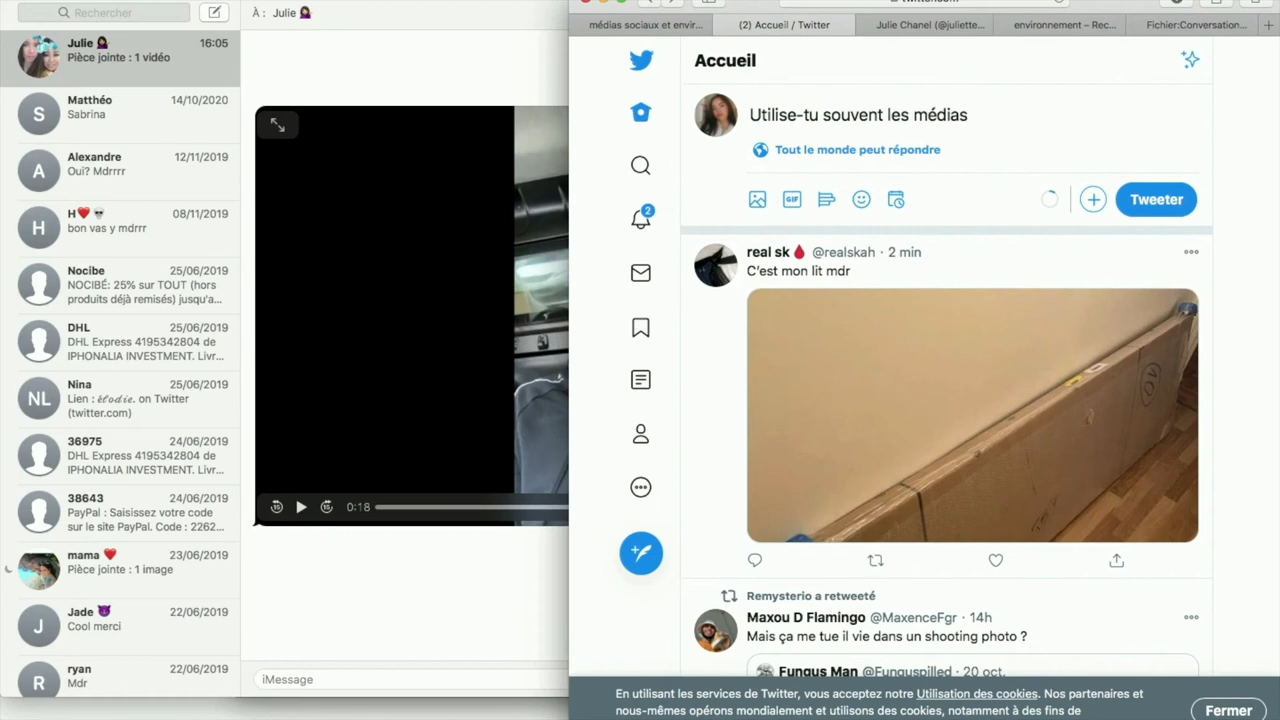 Rechercher
Julie 16:05
Pièce jointe : 1 vidéo
S
Matthéo 14/10/2020
Sabrina
A
Alexandre 12/11/2019
Oui? Mdrrrr
H
H 08/11/2019
bon vas y mdrrr
Nocibe 25/06/2019
NOCIBÉ: 25% sur TOUT (hors
produits déjà remisés) jusqu'a...
DHL 25/06/2019
DHL Express 4195342804 de
IPHONALIA INVESTMENT. Livr...
NL
Nina 25/06/2019
Lien : élodie. on Twitter
(twitter.com)
36975 24/06/2019
DHL Express 4195342804 de
IPHONALIA INVESTMENT. Livr...
38643 24/06/2019
PayPal : Saisissez votre code
sur le site PayPal. Code : 2262...
mama 23/06/2019
Pièce jointe : 1 image
J
Jade 22/06/2019
Cool merci
R
ryan 22/06/2019
Mdr
À : Julie
15
15
0:18
iMessage
médias sociaux et envir...
(2) Accueil / Twitter
Julie Chanel (@juliette...
environnement – Rec...
Fichier:Conversation...
Accueil
Utilise-tu souvent les médias
Tout le monde peut répondre
GIF
Tweeter
2
real sk @realskah · 2 min
C'est mon lit mdr
10
Remysterio a retweeté
Maxou D Flamingo @MaxenceFgr · 14h
Mais ça me tue il vie dans un shooting photo ?
Fungus Man @Funguspilled · 20 oct.
En utilisant les services de Twitter, vous acceptez notre Utilisation des cookies. Nos partenaires et
nous-mêmes opérons mondialement et utilisons des cookies, notamment à des fins de
Fermer